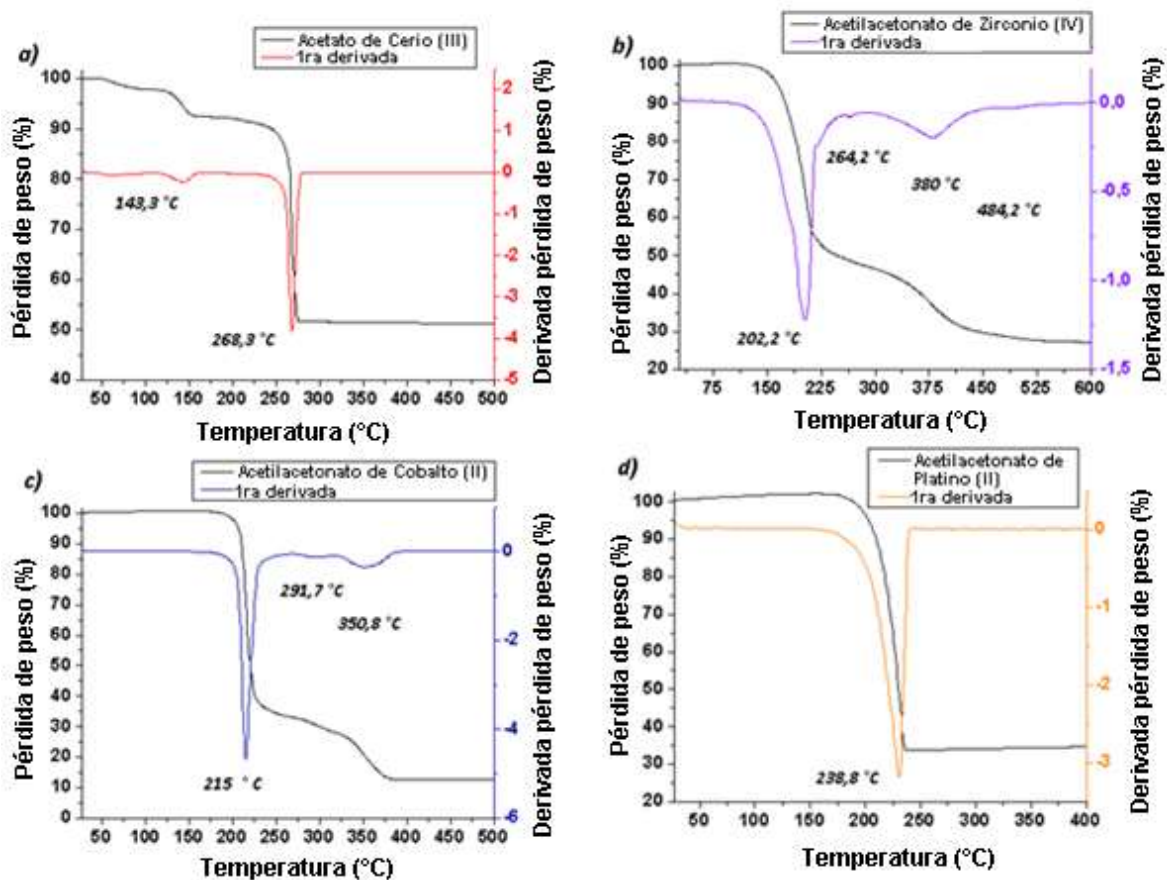 a)
Acetato de Cerio (III)
1ra derivada
Pérdida de peso (%)
100
90
80
70
60
50
40
143,3 °C
268,3 °C
2
1
0
-1
-2
-3
-4
-5
Derivada pérdida de peso (%)
50 100 150 200 250 300 350 400 450 500
Temperatura (°C)
b)
Acetilacetonato de Zirconio (IV)
1ra derivada
Pérdida de peso (%)
100
90
80
70
60
50
40
30
20
264,2 °C
380 °C
484,2 °C
202,2 °C
0,0
-0,5
-1,0
-1,5
Derivada pérdida de peso (%)
75 150 225 300 375 450 525 600
Temperatura (°C)
c)
Acetilacetonato de Cobalto (II)
1ra derivada
Pérdida de peso (%)
100
90
80
70
60
50
40
30
20
10
0
291,7 °C
350,8 °C
215 ° C
0
-2
-4
-6
Derivada pérdida de peso (%)
50 100 150 200 250 300 350 400 450 500
Temperatura (°C)
d)
Acetilacetonato de
Platino (II)
1ra derivada
Pérdida de peso (%)
100
90
80
70
60
50
40
30
20
238,8 °C
0
-1
-2
-3
Derivada pérdida de peso (%)
50 100 150 200 250 300 350 400
Temperatura (°C)